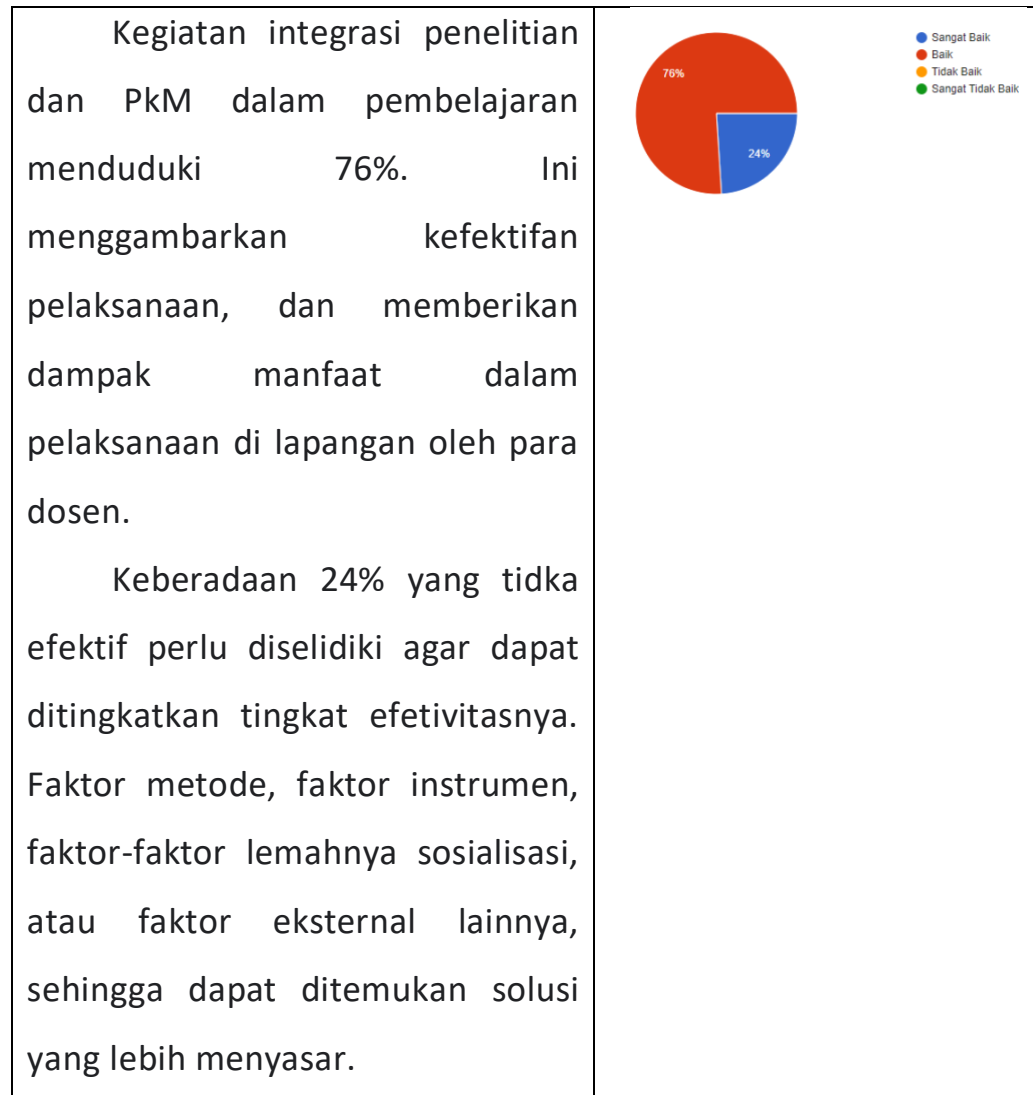 Kegiatan integrasi penelitian
dan PkM dalam pembelajaran
menduduki 76%. Ini
menggambarkan kefektifan
pelaksanaan, dan memberikan
dampak manfaat dalam
pelaksanaan di lapangan oleh para
dosen.
Keberadaan 24% yang tidka
efektif perlu diselidiki agar dapat
ditingkatkan tingkat efetivitasnya.
Faktor metode, faktor instrumen,
faktor-faktor lemahnya sosialisasi,
atau faktor eksternal lainnya,
sehingga dapat ditemukan solusi
yang lebih menyasar.
76%
24%
Sangat Baik
Baik
Tidak Baik
Sangat Tidak Baik